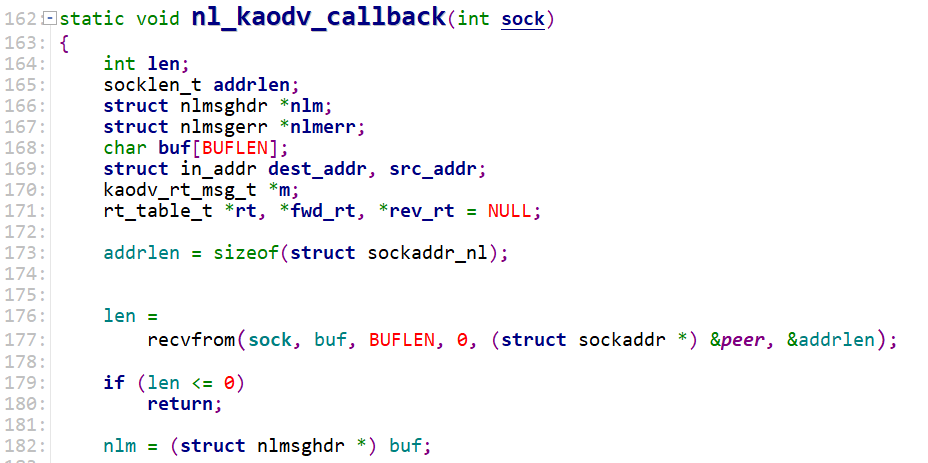 162: static void nl_kaodv_callback(int sock)
163: {
164:     int len;
165:     socklen_t addrlen;
166:     struct nlmsghdr *nlm;
167:     struct nlmsgerr *nlmerr;
168:     char buf[BUFLEN];
169:     struct in_addr dest_addr, src_addr;
170:     kaodv_rt_msg_t *m;
171:     rt_table_t *rt, *fwd_rt, *rev_rt = NULL;
172:
173:     addrlen = sizeof(struct sockaddr_nl);
174:
175:
176:     len =
177:         recvfrom(sock, buf, BUFLEN, 0, (struct sockaddr *) &peer, &addrlen);
178:
179:     if (len <= 0)
180:         return;
181:
182:     nlm = (struct nlmsghdr *) buf;